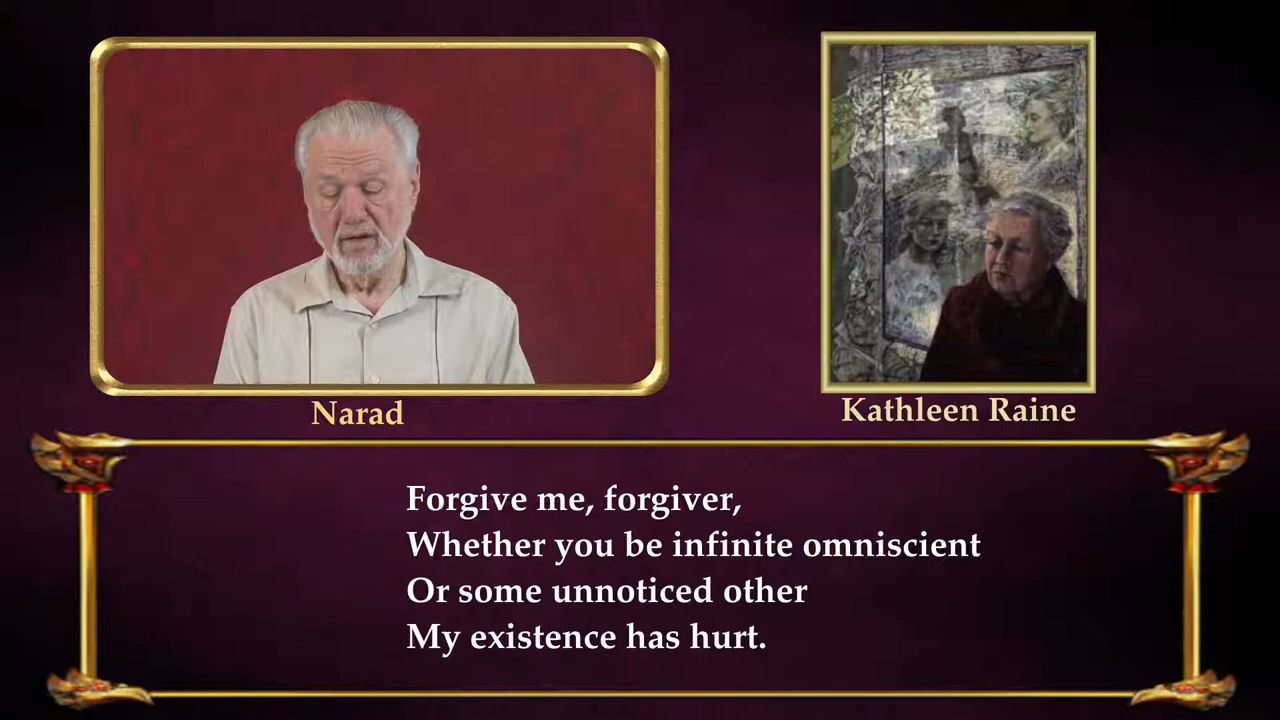 Narad
Kathleen Raine
Forgive me, forgiver,
Whether you be infinite omniscient
Or some unnoticed other
My existence has hurt.